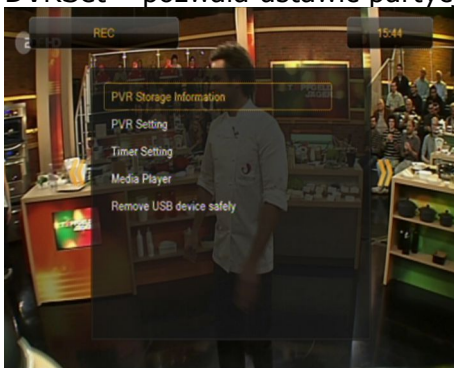 REC
15:44
PVR Storage Information
PVR Setting
Timer Setting
Media Player
Remove USB device safely